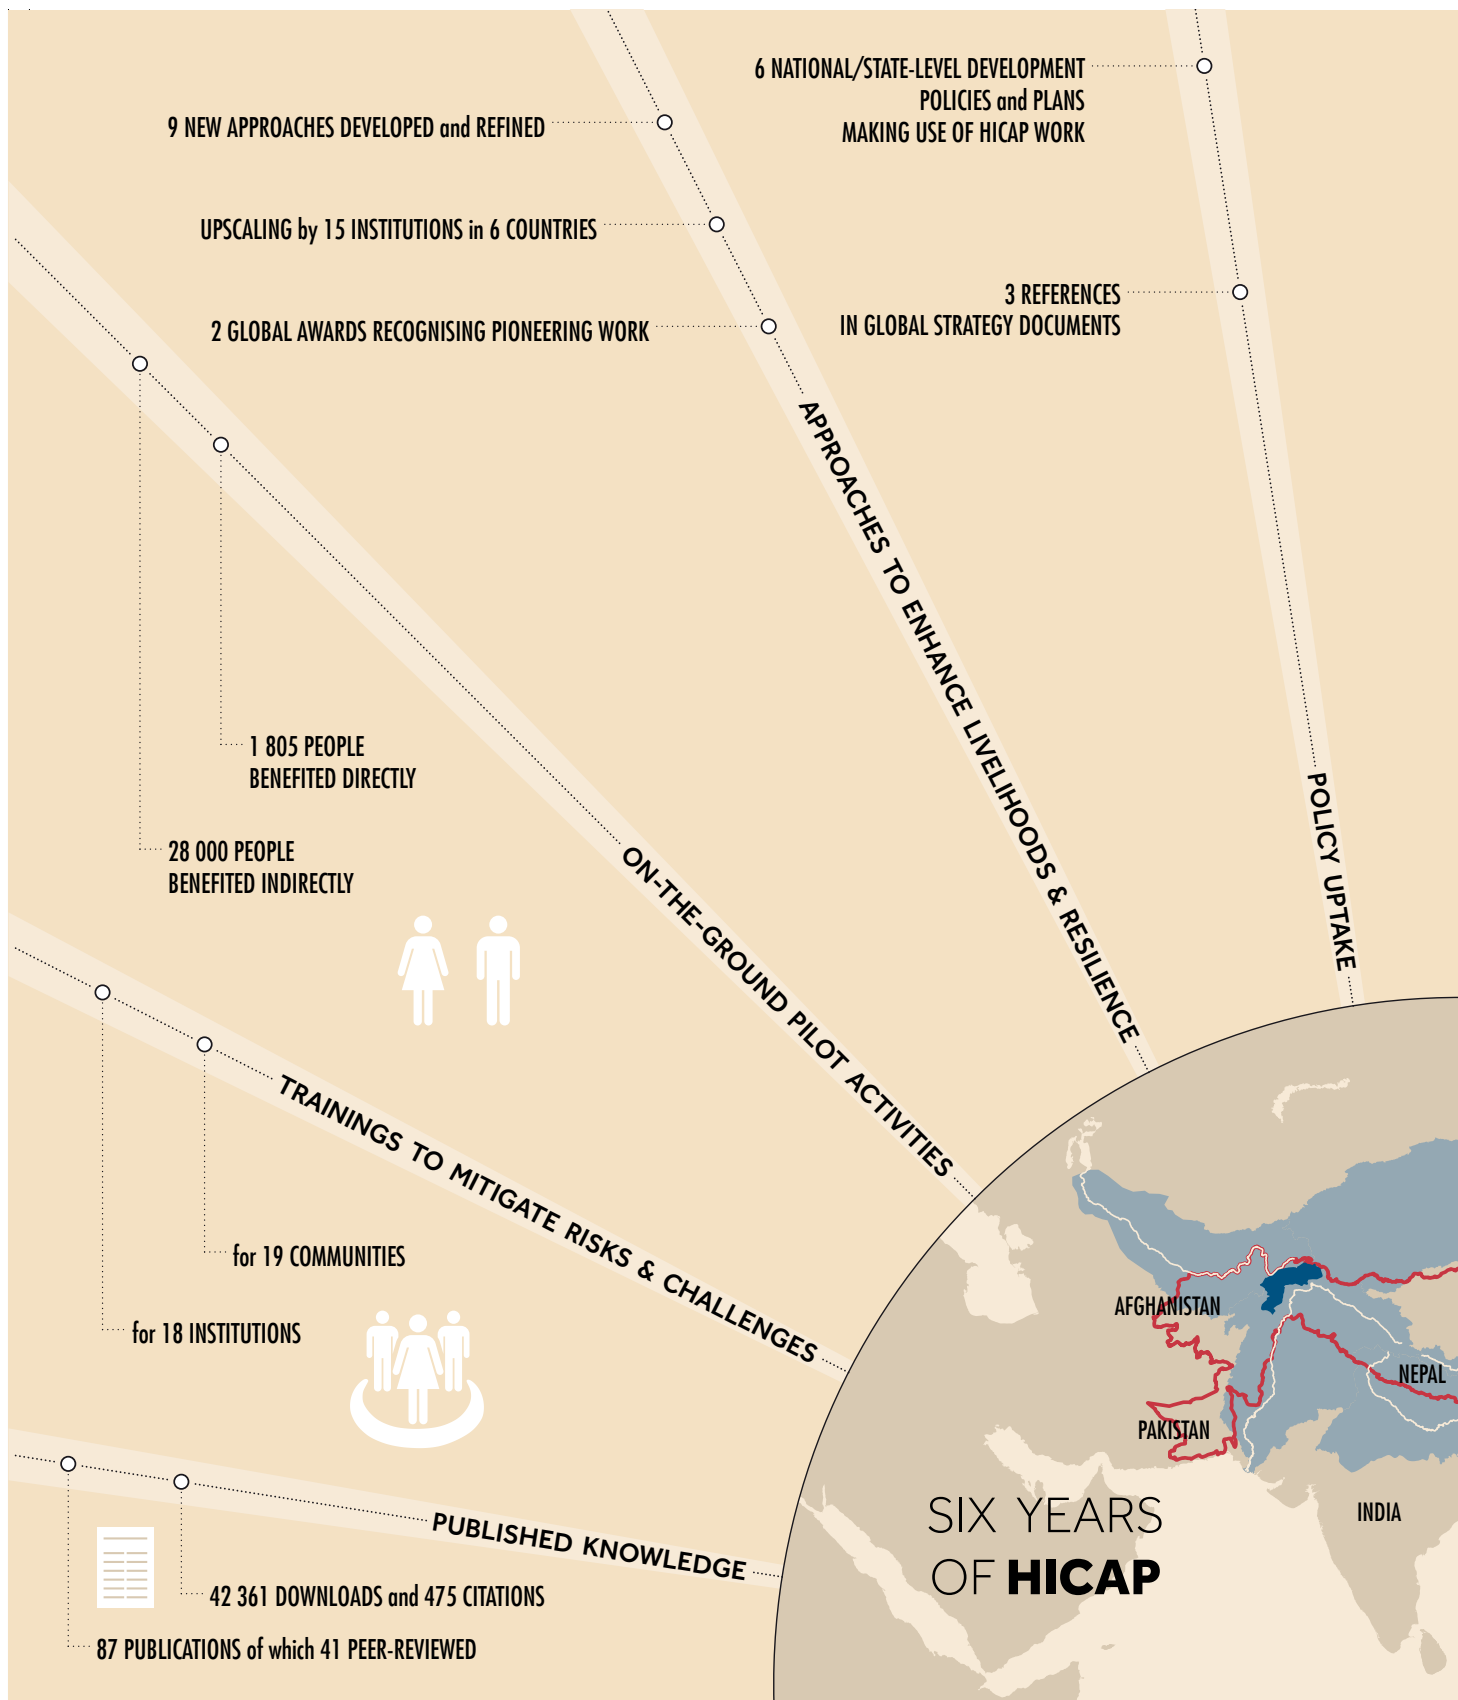 6 NATIONAL/STATE-LEVEL DEVELOPMENT
POLICIES and PLANS
MAKING USE OF HICAP WORK
9 NEW APPROACHES DEVELOPED and REFINED
UPSCALING by 15 INSTITUTIONS in 6 COUNTRIES
3 REFERENCES
IN GLOBAL STRATEGY DOCUMENTS
2 GLOBAL AWARDS RECOGNISING PIONEERING WORK
APPROACHES TO ENHANCE LIVELIHOODS & RESILIENCE
POLICY UPTAKE
1 805 PEOPLE
BENEFITED DIRECTLY
28 000 PEOPLE
BENEFITED INDIRECTLY
ON-THE-GROUND PILOT ACTIVITIES
TRAININGS TO MITIGATE RISKS & CHALLENGES
for 19 COMMUNITIES
for 18 INSTITUTIONS
AFGHANISTAN
NEPAL
PAKISTAN
INDIA
SIX YEARS
OF HICAP
PUBLISHED KNOWLEDGE
42 361 DOWNLOADS and 475 CITATIONS
87 PUBLICATIONS of which 41 PEER-REVIEWED